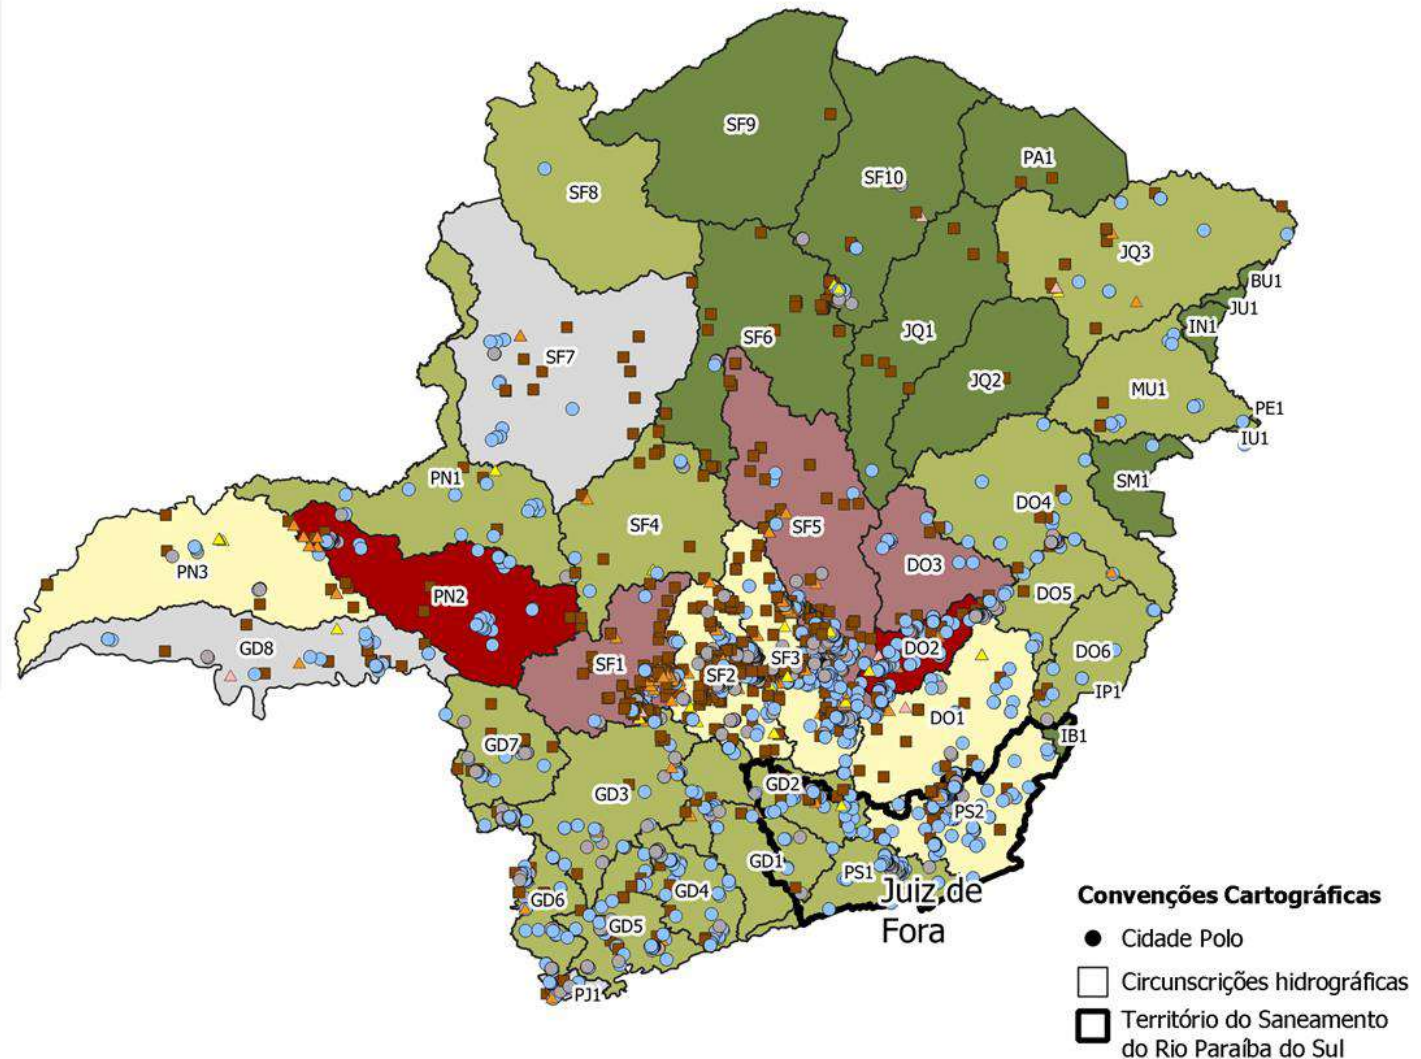 SF9
PA1
SF10
SF8
JQ3
BU1
JU1
IN1
SF7
SF6
JQ1
JQ2
MU1
PE1
IU1
PN1
SM1
DO4
SF4
SF5
DO3
PN3
PN2
DO5
GD8
SF1
SF2
SF3
DO2
DO6
IP1
DO1
GD7
IB1
GD3
GD2
PS2
GD1
PS1
GD6
GD5
GD4
Juiz de
Fora
PJ1
Convenções Cartográficas
Cidade Polo
Circunscrições hidrográficas
Território do Saneamento
do Rio Paraíba do Sul